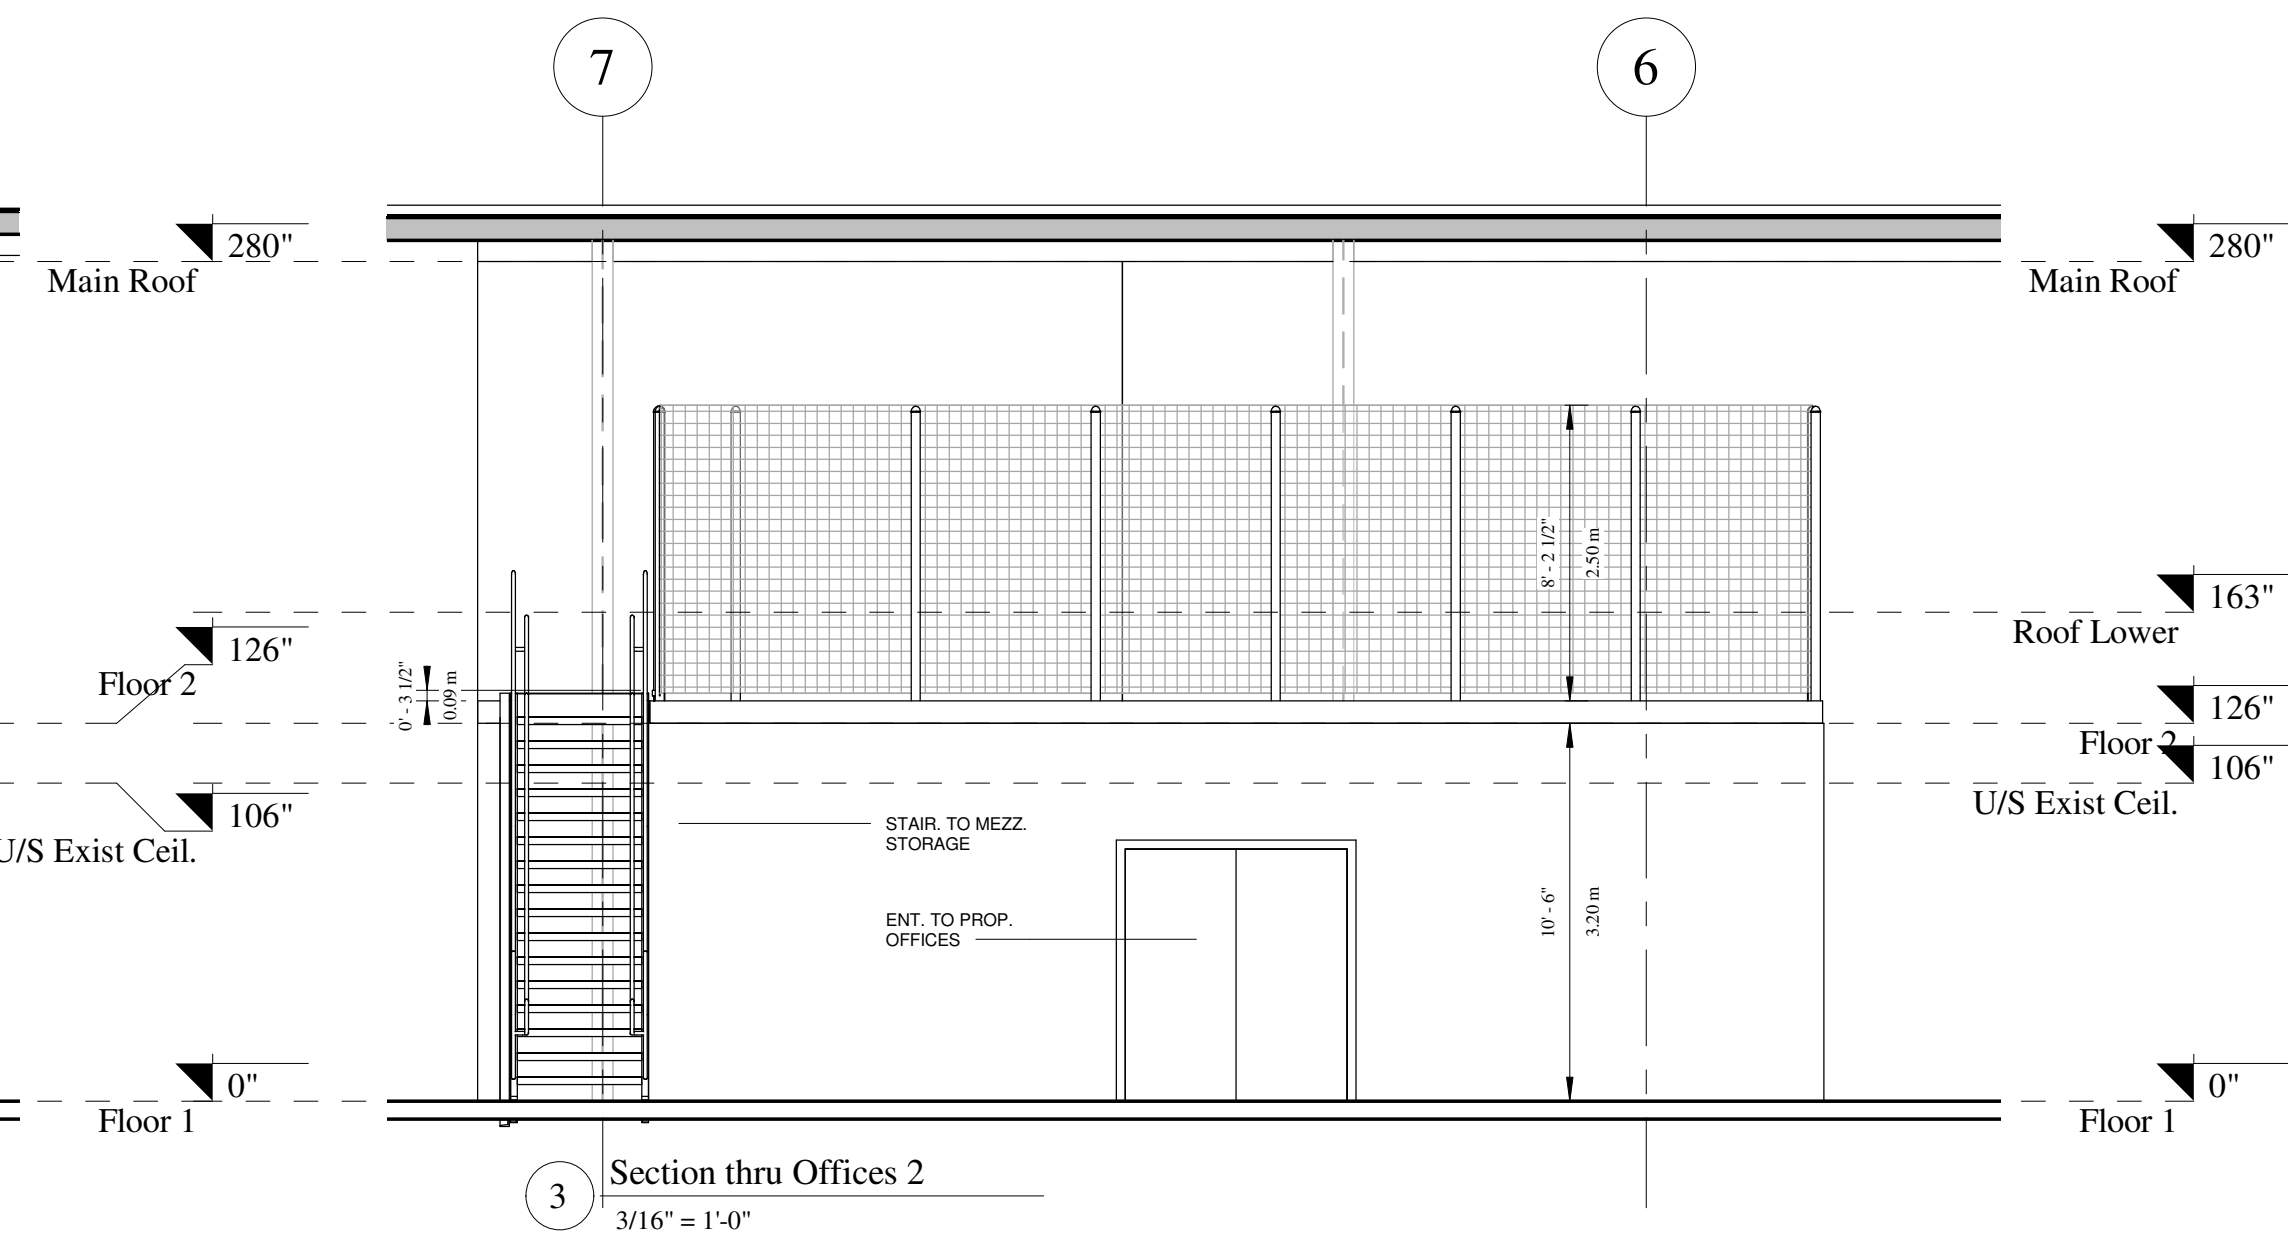 7
6
280"
Main Roof
280"
Main Roof
8' - 2 1/2"
2.50 m
163"
Roof Lower
126"
Floor 2
0' - 3 1/2"
0.09 m
126"
Floor 2
106"
U/S Exist Ceil.
106"
U/S Exist Ceil.
STAIR. TO MEZZ.
STORAGE
10' - 6"
3.20 m
ENT. TO PROP.
OFFICES
0"
Floor 1
0"
Floor 1
3
Section thru Offices 2
3/16" = 1'-0"